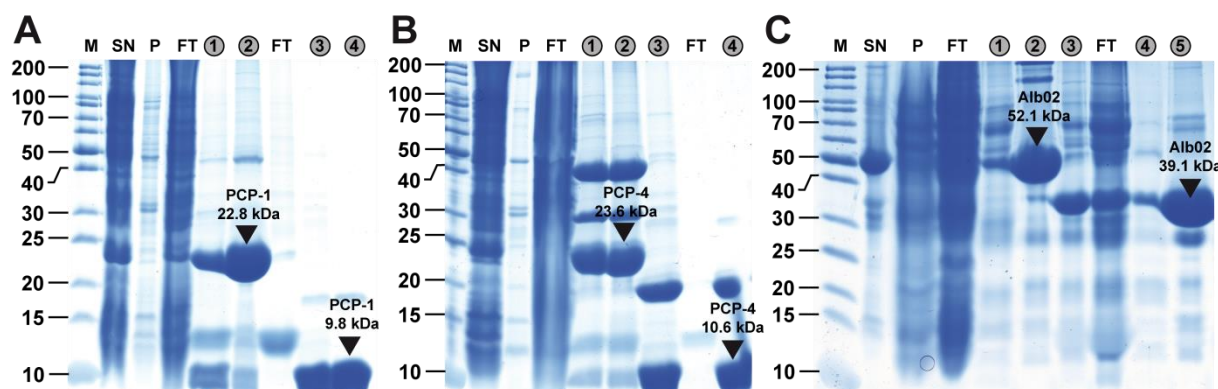 A
M SN P FT 1 2 FT 3 4
200
100
70
50
40
30
25
20
15
10
PCP-1
22.8 kDa
PCP-1
9.8 kDa
B
M SN P FT 1 2 3 FT 4
200
100
70
50
40
30
25
20
15
10
PCP-4
23.6 kDa
PCP-4
10.6 kDa
C
M SN P FT 1 2 3 FT 4 5
200
100
70
50
40
30
25
20
15
10
Alb02
52.1 kDa
Alb02
39.1 kDa